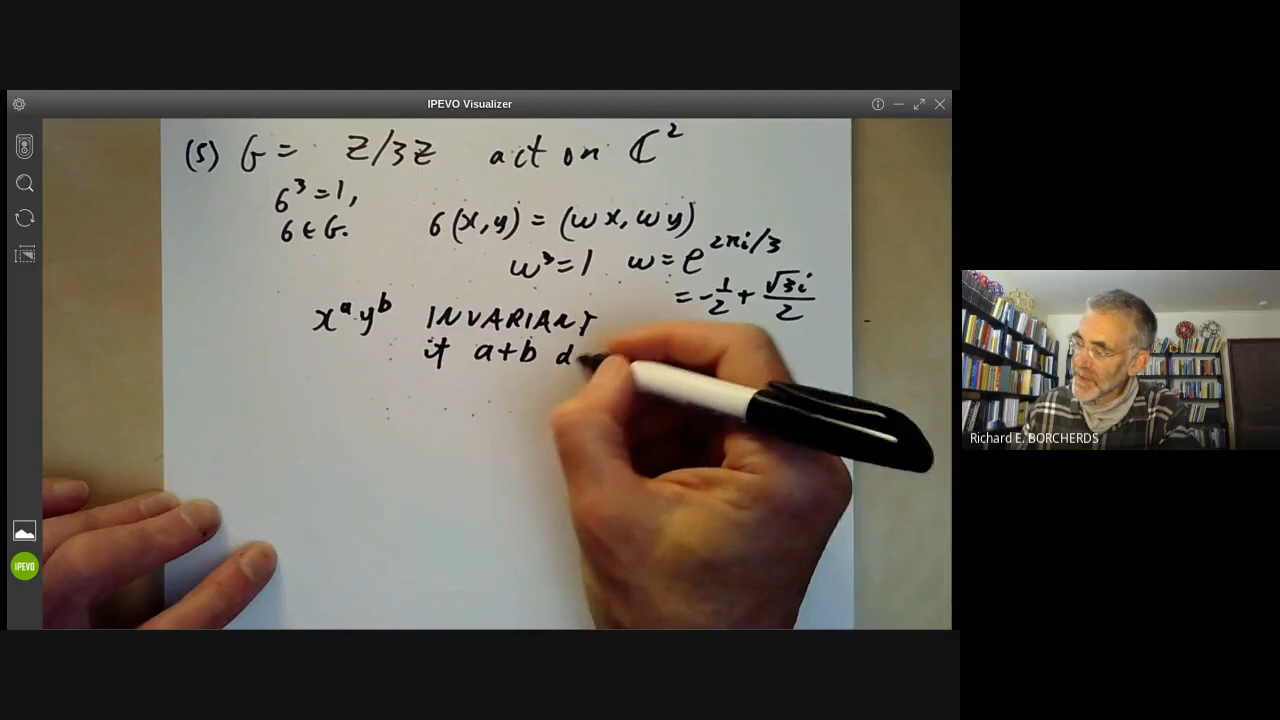 IPEVO Visualizer
(5) G = Z/3Z act on ℂ²
σ³=1,
σ ∈ G.
σ(x,y) = (ωx, ωy)
ω³=1 ω = e^{2πi/3}
= -1/2 + √3i/2
x^a y^b INVARIANT
if a+b d
IPEVO
Richard E. BORCHERDS